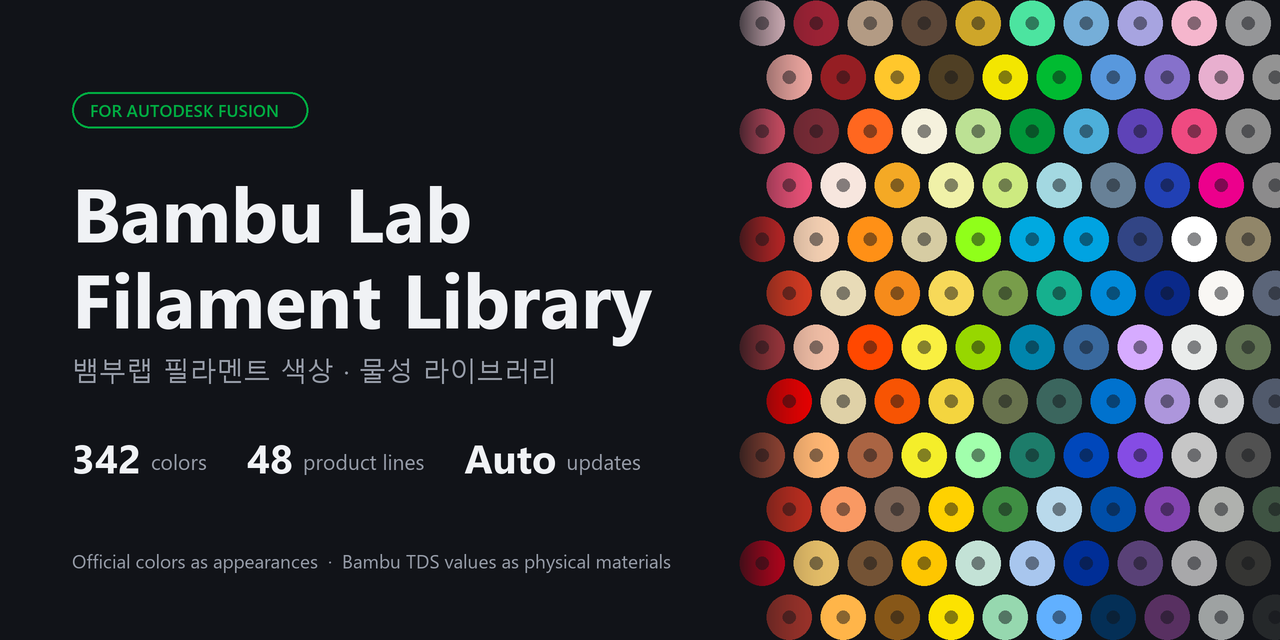 FOR AUTODESK FUSION
Bambu Lab
Filament Library
뱀부랩 필라멘트 색상 · 물성 라이브러리
342 colors 48 product lines Auto updates
Official colors as appearances · Bambu TDS values as physical materials